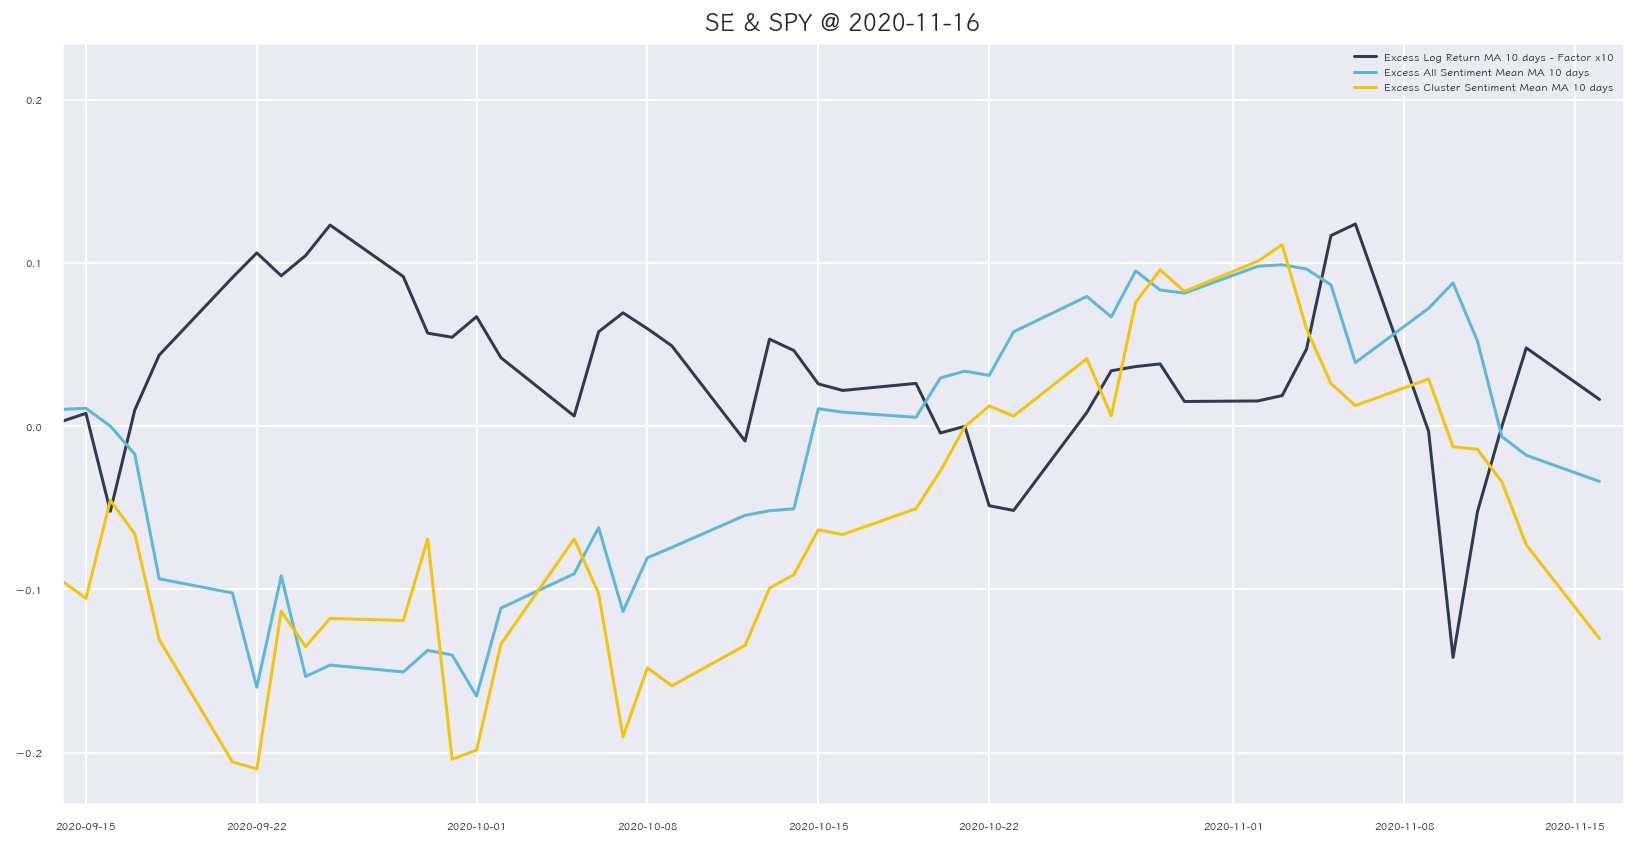 SE & SPY @ 2020-11-16
Excess Log Return MA 10 days - Factor x10
Excess All Sentiment Mean MA 10 days
Excess Cluster Sentiment Mean MA 10 days
0.2
0.1
0.0
−0.1
−0.2
2020-09-15 2020-09-22 2020-10-01 2020-10-08 2020-10-15 2020-10-22 2020-11-01 2020-11-08 2020-11-15